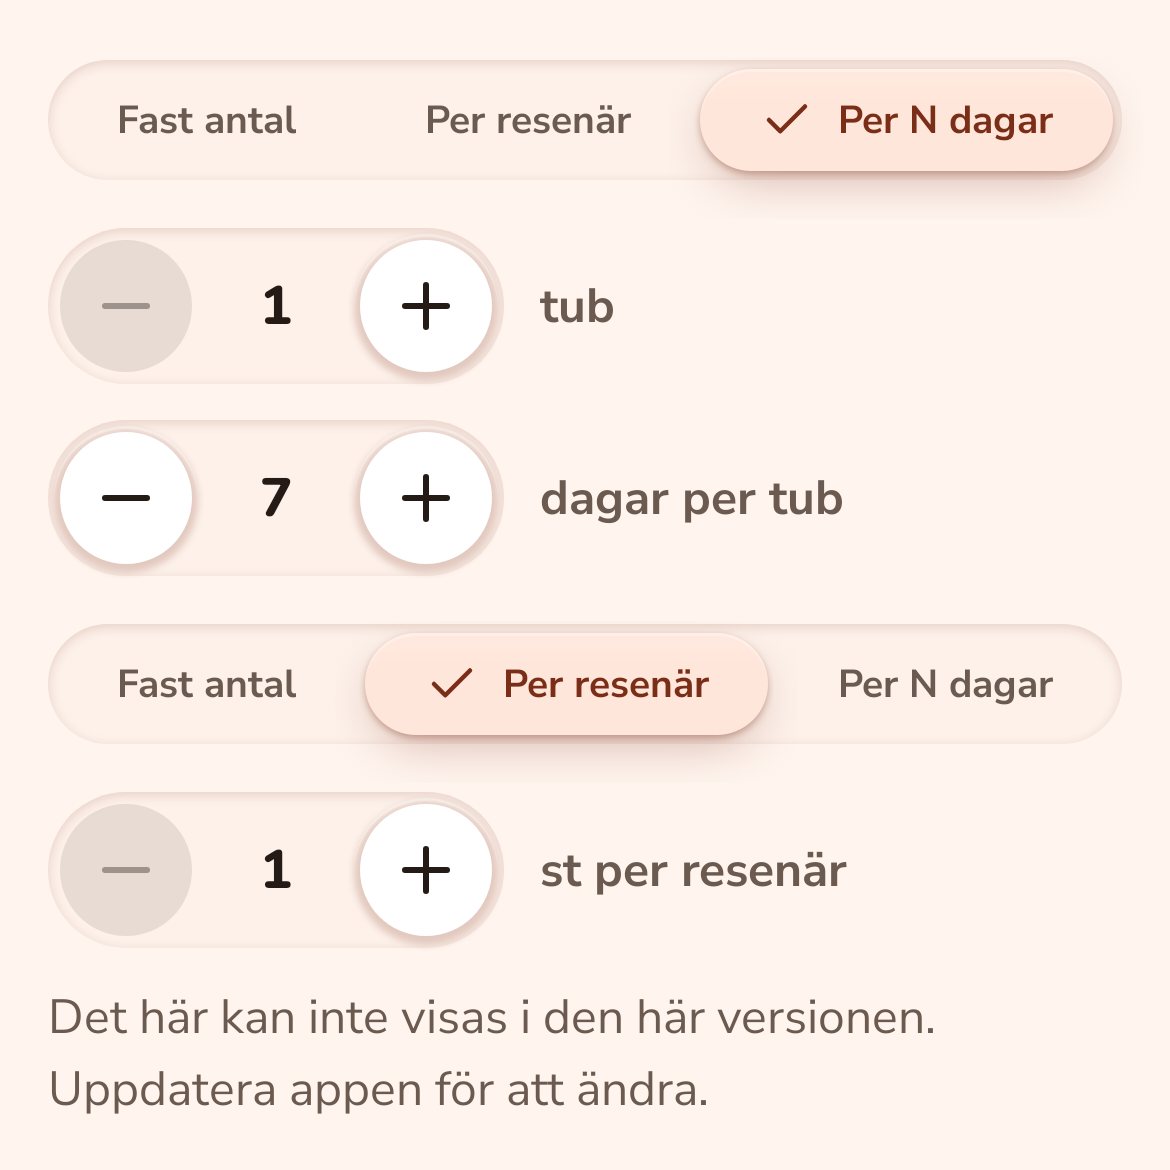 Fast antal Per resenär Per N dagar
1 tub
7 dagar per tub
Fast antal Per resenär Per N dagar
1 st per resenär
Det här kan inte visas i den här versionen.
Uppdatera appen för att ändra.